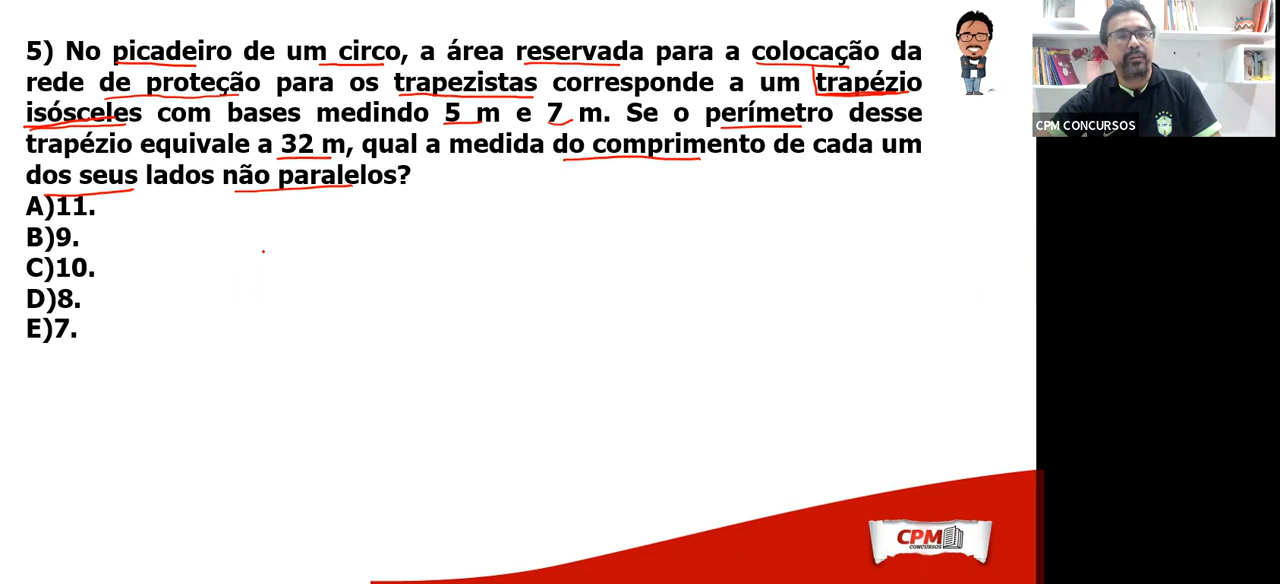 5) No picadeiro de um circo, a área reservada para a colocação da
rede de proteção para os trapezistas corresponde a um trapézio
isósceles com bases medindo 5 m e 7 m. Se o perímetro desse
trapézio equivale a 32 m, qual a medida do comprimento de cada um
dos seus lados não paralelos?
A)11.
B)9.
C)10.
D)8.
E)7.
CPM CONCURSOS
CPM
CONCURSOS